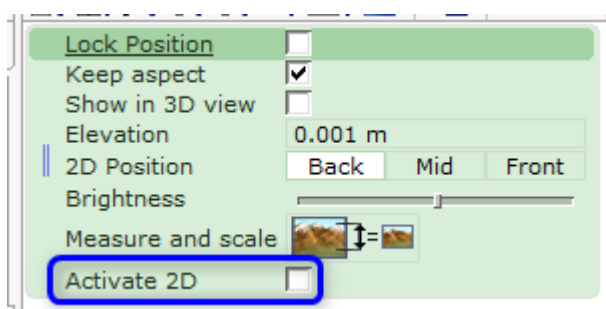 Lock Position
Keep aspect
Show in 3D view
Elevation 0.001 m
2D Position Back Mid Front
Brightness
Measure and scale =
Activate 2D